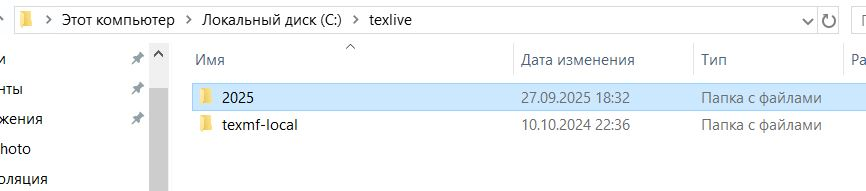 Этот компьютер > Локальный диск (C:) > texlive
Имя Дата изменения Тип Ра
2025 27.09.2025 18:32 Папка с файлами
texmf-local 10.10.2024 22:36 Папка с файлами
и
нты
жения
hoto
оляция